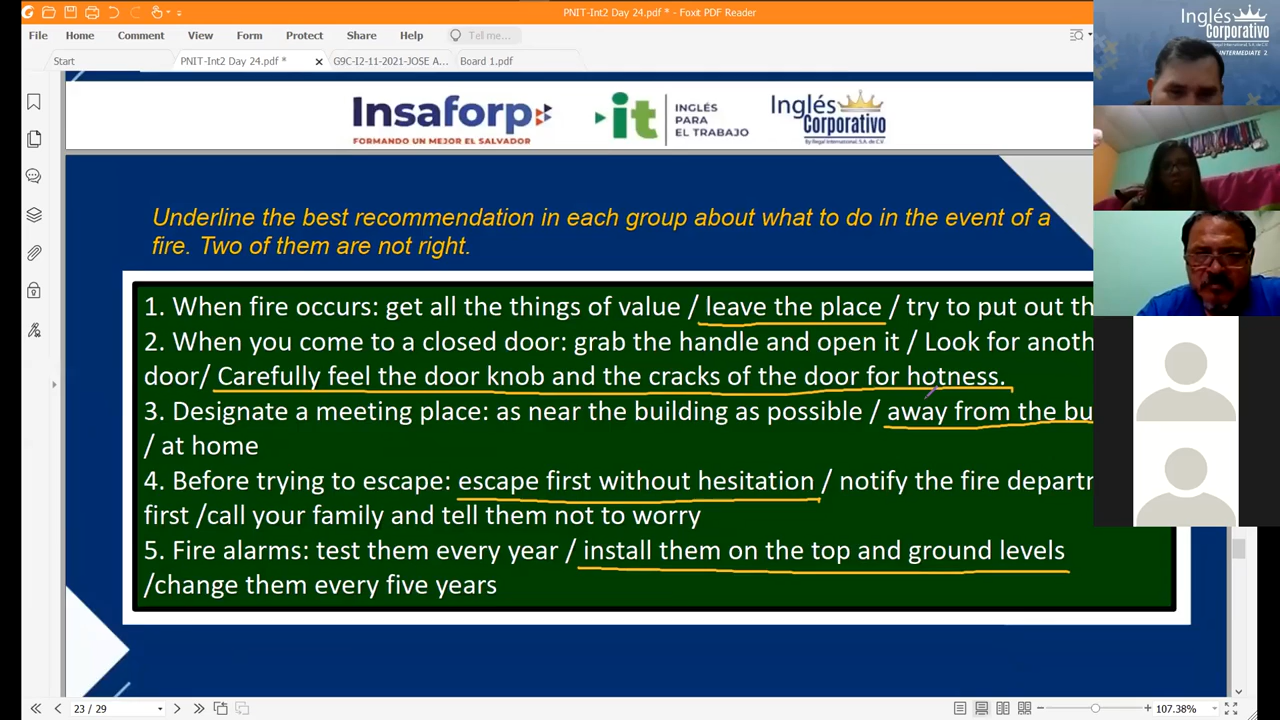 PNIT-Int2 Day 24.pdf * - Foxit PDF Reader
File Home Comment View Form Protect Share Help Tell me...
Start PNIT-Int2 Day 24.pdf * G9C-I2-11-2021-JOSE A... Board 1.pdf
Inglés
Corporativo
INTERMEDIATE 2
Insaforp
FORMANDO UN MEJOR EL SALVADOR
it
INGLÉS
PARA
EL TRABAJO
Inglés
Corporativo
By Regal International, S.A. de C.V.
Underline the best recommendation in each group about what to do in the event of a
fire. Two of them are not right.
1. When fire occurs: get all the things of value / leave the place / try to put out th
2. When you come to a closed door: grab the handle and open it / Look for anoth
door/ Carefully feel the door knob and the cracks of the door for hotness.
3. Designate a meeting place: as near the building as possible / away from the bu
/ at home
4. Before trying to escape: escape first without hesitation / notify the fire departm
first /call your family and tell them not to worry
5. Fire alarms: test them every year / install them on the top and ground levels
/change them every five years
23 / 29
107.38%